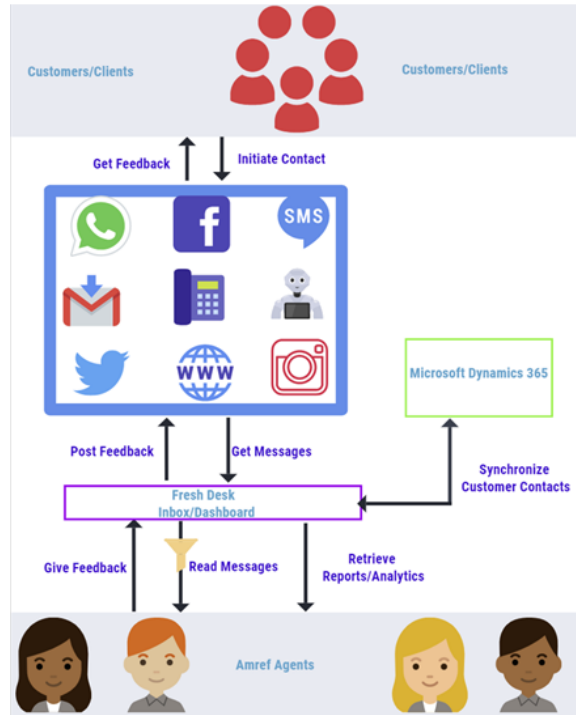 Customers/Clients
Customers/Clients
Get Feedback
Initiate Contact
f
SMS
WWW
Microsoft Dynamics 365
Post Feedback
Get Messages
Synchronize
Customer Contacts
Fresh Desk
Inbox/Dashboard
Give Feedback
Read Messages
Retrieve
Reports/Analytics
Amref Agents